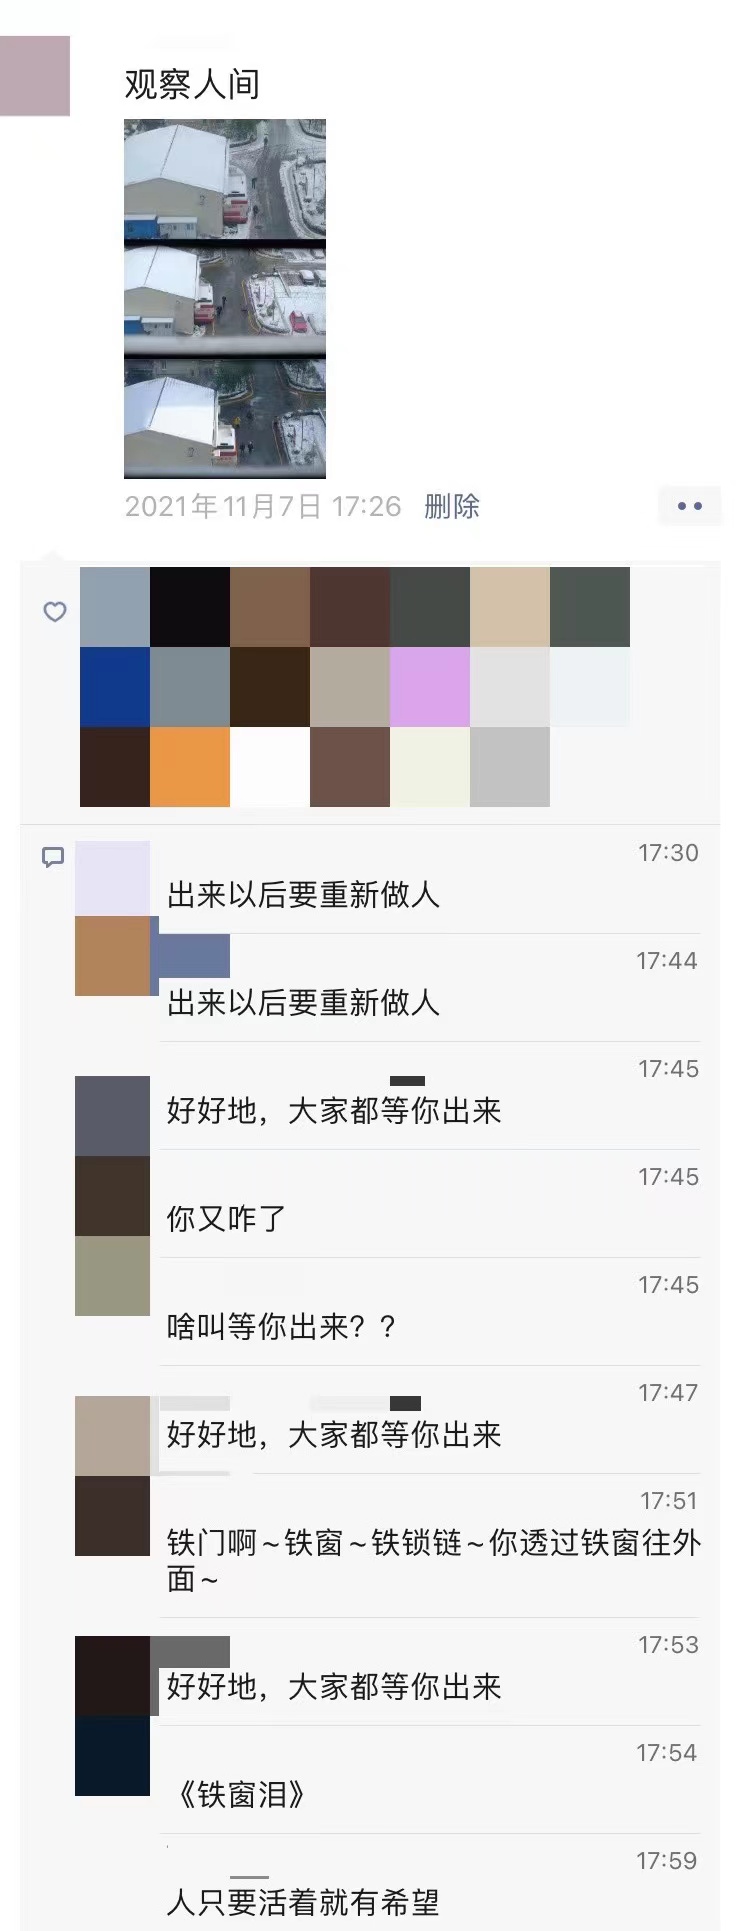 观察人间
2021年11月7日 17:26 删除
17:30
出来以后要重新做人
17:44
出来以后要重新做人
17:45
好好地，大家都等你出来
17:45
你又咋了
17:45
啥叫等你出来？？
17:47
好好地，大家都等你出来
17:51
铁门啊~铁窗~铁锁链~你透过铁窗往外
面~
17:53
好好地，大家都等你出来
17:54
《铁窗泪》
17:59
人只要活着就有希望